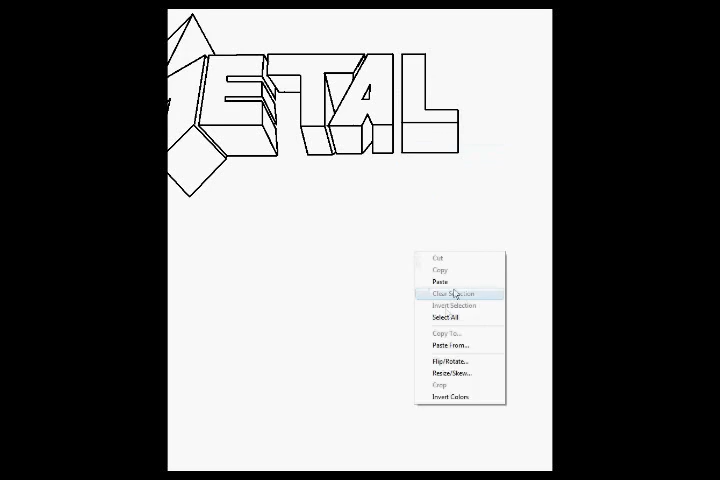 METAL
Cut
Copy
Paste
Clear Selection
Invert Selection
Select All
Copy To...
Paste From...
Flip/Rotate...
Resize/Skew...
Crop
Invert Colors